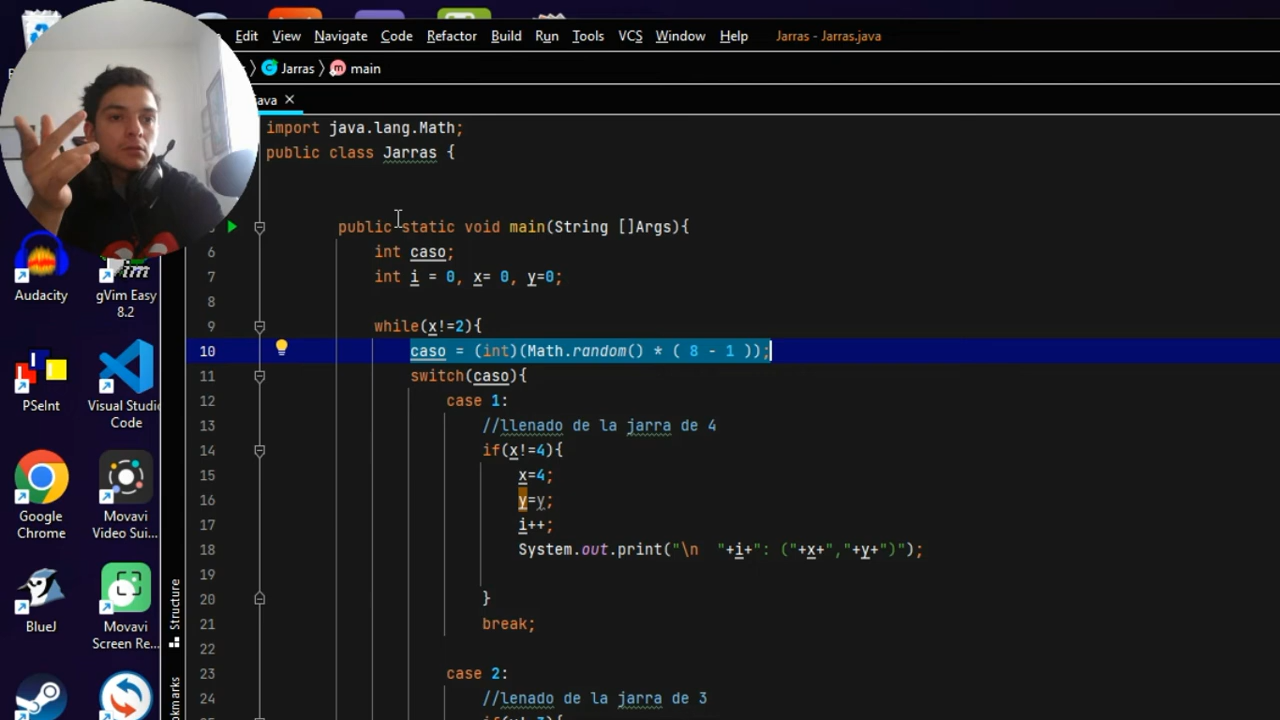 Edit View Navigate Code Refactor Build Run Tools VCS Window Help Jarras - Jarras.java
Jarras main
import java.lang.Math;
public class Jarras {
public static void main(String []Args){
6 int caso;
7 int i = 0, x= 0, y=0;
8
9 while(x!=2){
10 caso = (int)(Math.random() * ( 8 - 1 ));
11 switch(caso){
12 case 1:
13 //llenado de la jarra de 4
14 if(x!=4){
15 x=4;
16 y=y;
17 i++;
18 System.out.print("\n  "+i+": ("+x+","+y+")");
19
20 }
21 break;
22
23 case 2:
24 //lenado de la jarra de 3
Audacity
gVim Easy
8.2
PSeInt
Visual Studio
Code
Google
Chrome
Movavi
Video Sui...
BlueJ
Movavi
Screen Re...
Structure